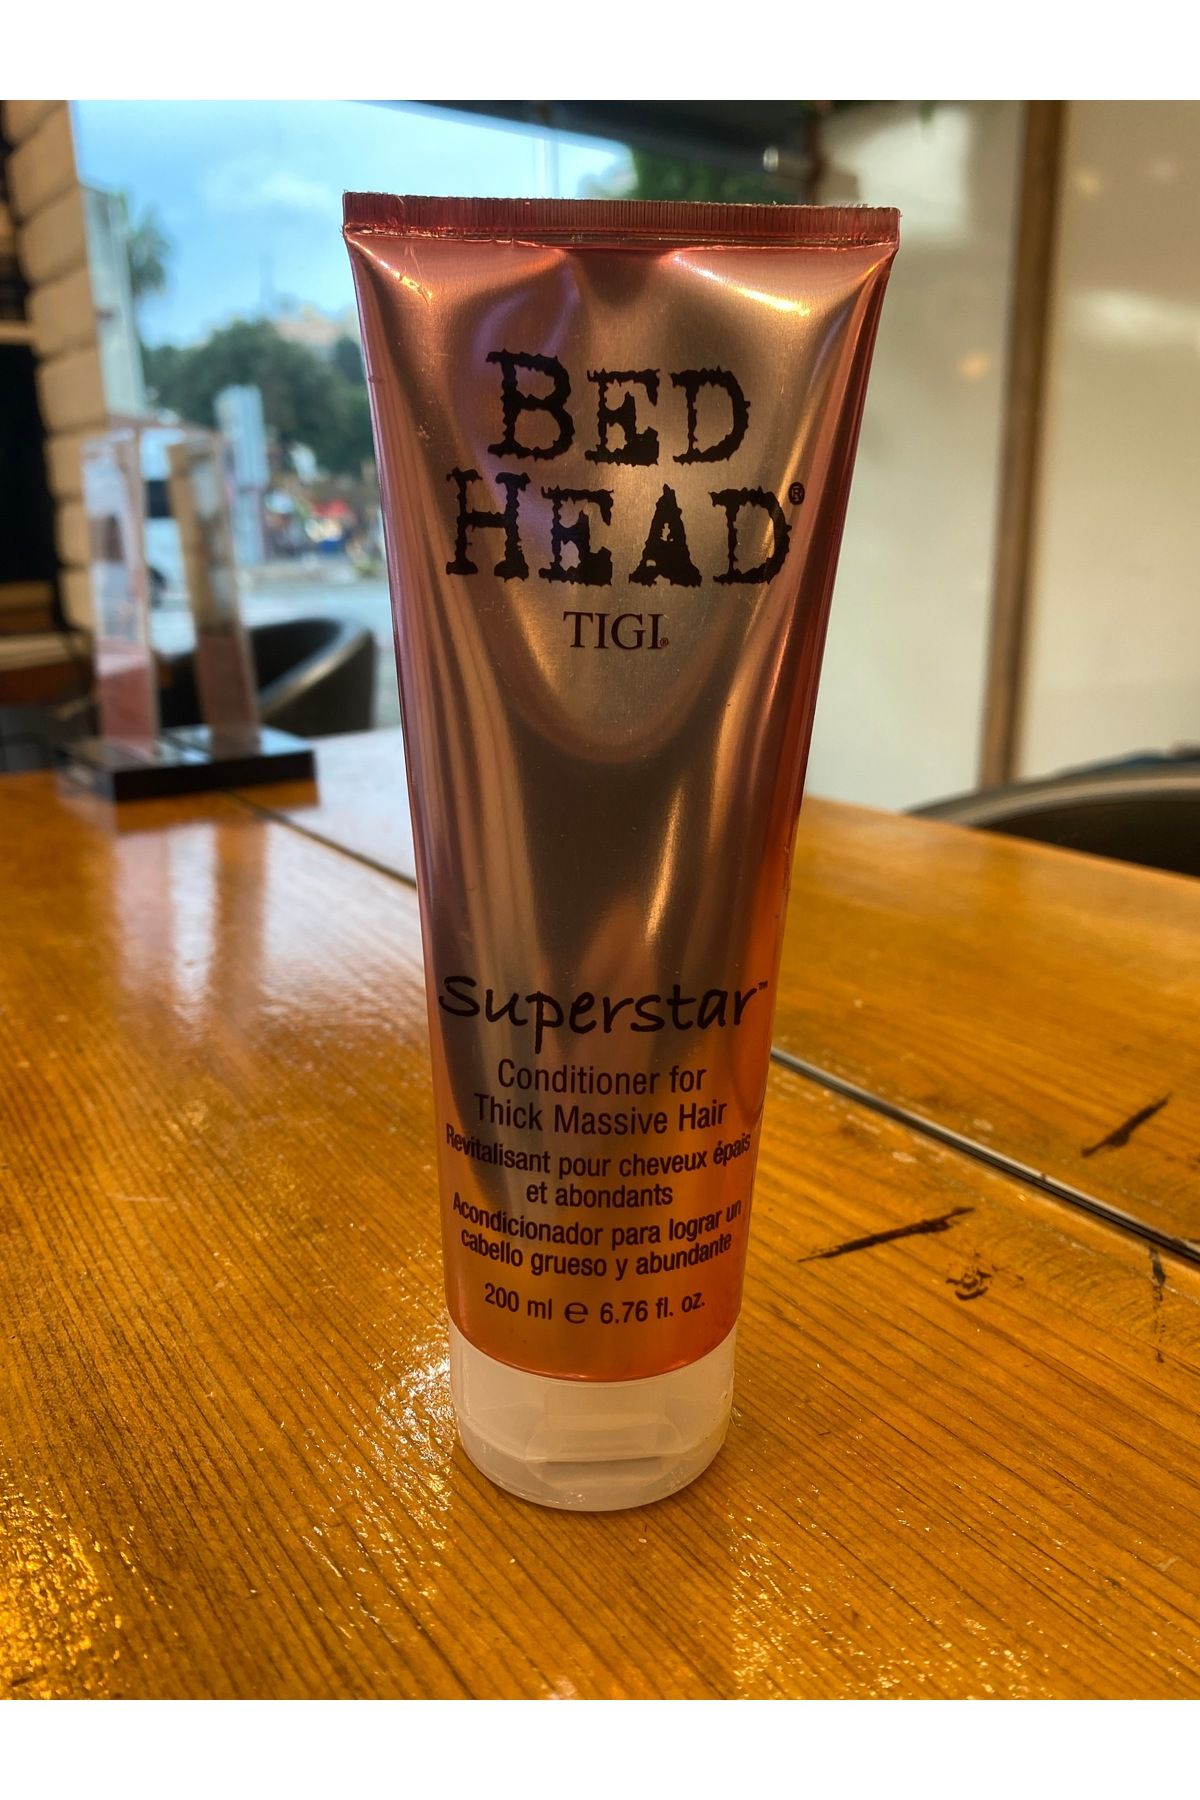 BED
HEAD®
TIGI®
Superstar™
Conditioner for
Thick Massive Hair
Revitalisant pour cheveux épais
et abondants
Acondicionador para lograr un
cabello grueso y abundante
200 ml ℮ 6.76 fl. oz.